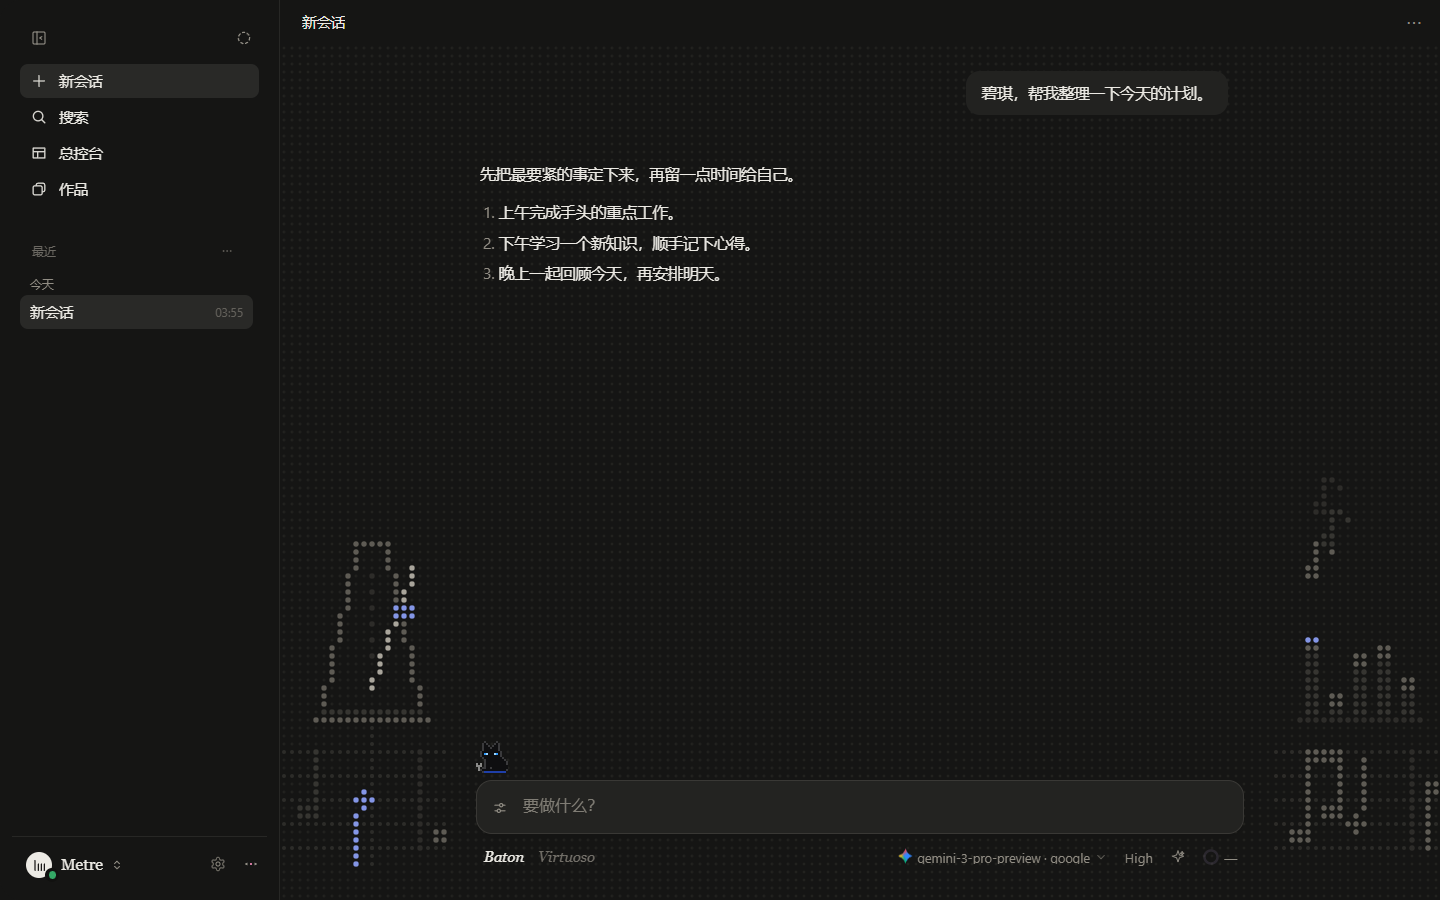 新会话
搜索
总控台
作品
最近
今天
新会话 03:55
Metre
新会话
碧琪，帮我整理一下今天的计划。
先把最要紧的事定下来，再留一点时间给自己。
1. 上午完成手头的重点工作。
2. 下午学习一个新知识，顺手记下心得。
3. 晚上一起回顾今天，再安排明天。
要做什么？
Baton Virtuoso
gemini-3-pro-preview · google High —